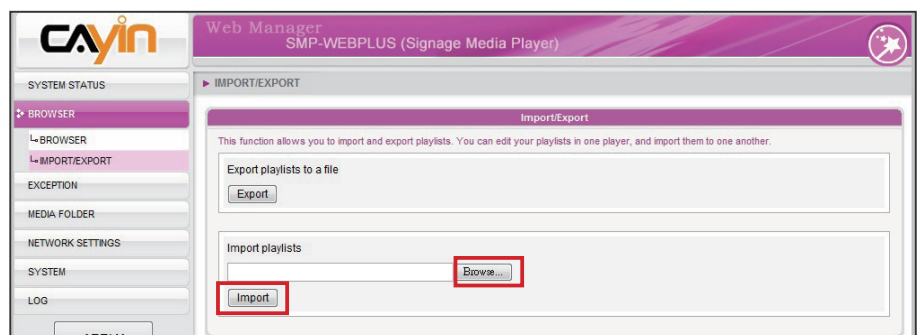 CAYIN
Web Manager
SMP-WEBPLUS (Signage Media Player)
SYSTEM STATUS
BROWSER
BROWSER
IMPORT/EXPORT
EXCEPTION
MEDIA FOLDER
NETWORK SETTINGS
SYSTEM
LOG
IMPORT/EXPORT
Import/Export
This function allows you to import and export playlists. You can edit your playlists in one player, and import them to one another.
Export playlists to a file
Export
Import playlists
Browse...
Import